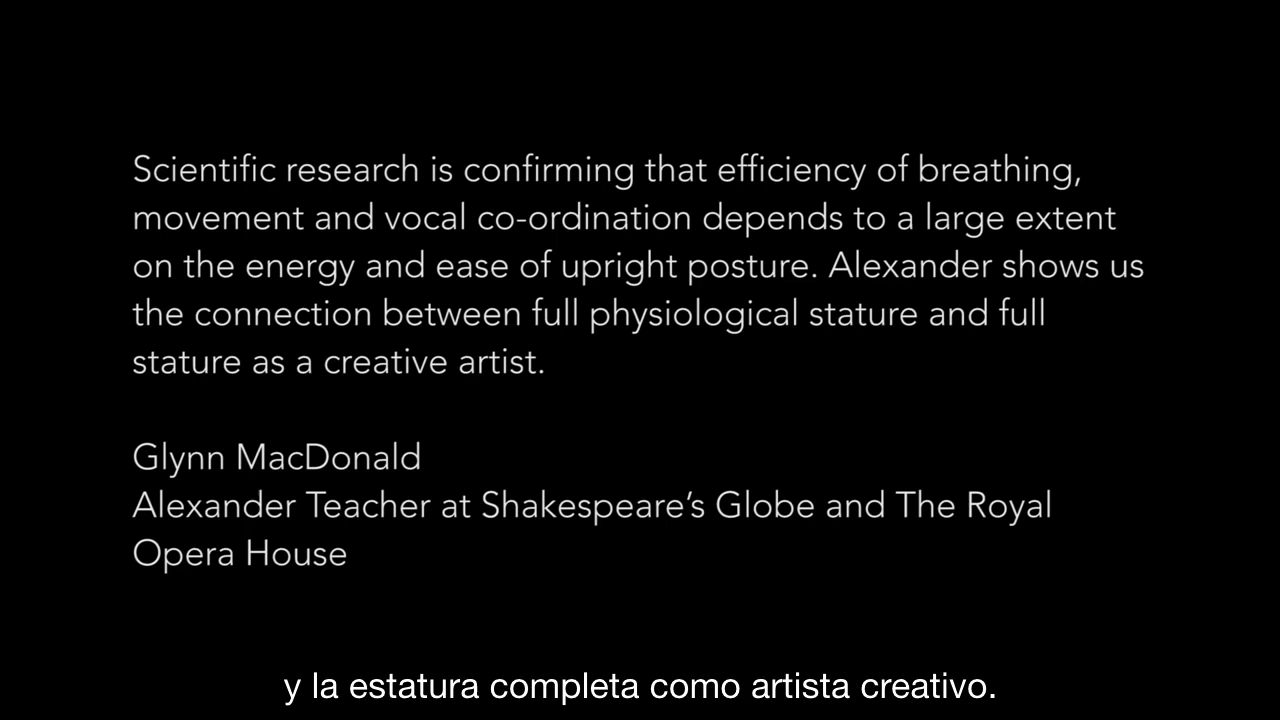 Scientific research is confirming that efficiency of breathing,
movement and vocal co-ordination depends to a large extent
on the energy and ease of upright posture. Alexander shows us
the connection between full physiological stature and full
stature as a creative artist.
Glynn MacDonald
Alexander Teacher at Shakespeare’s Globe and The Royal
Opera House
y la estatura completa como artista creativo.